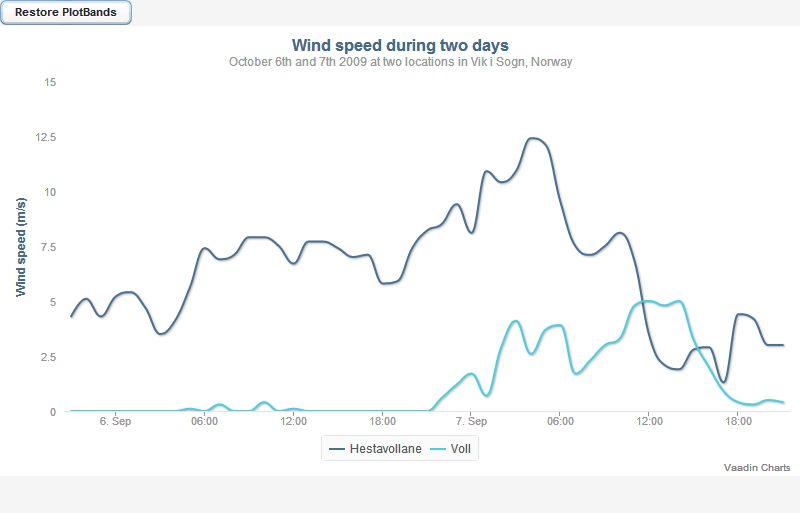 Restore PlotBands
Wind speed during two days
October 6th and 7th 2009 at two locations in Vik i Sogn, Norway
Wind speed (m/s)
15
12.5
10
7.5
5
2.5
0
6. Sep 06:00 12:00 18:00 7. Sep 06:00 12:00 18:00
Hestavollane Voll
Vaadin Charts